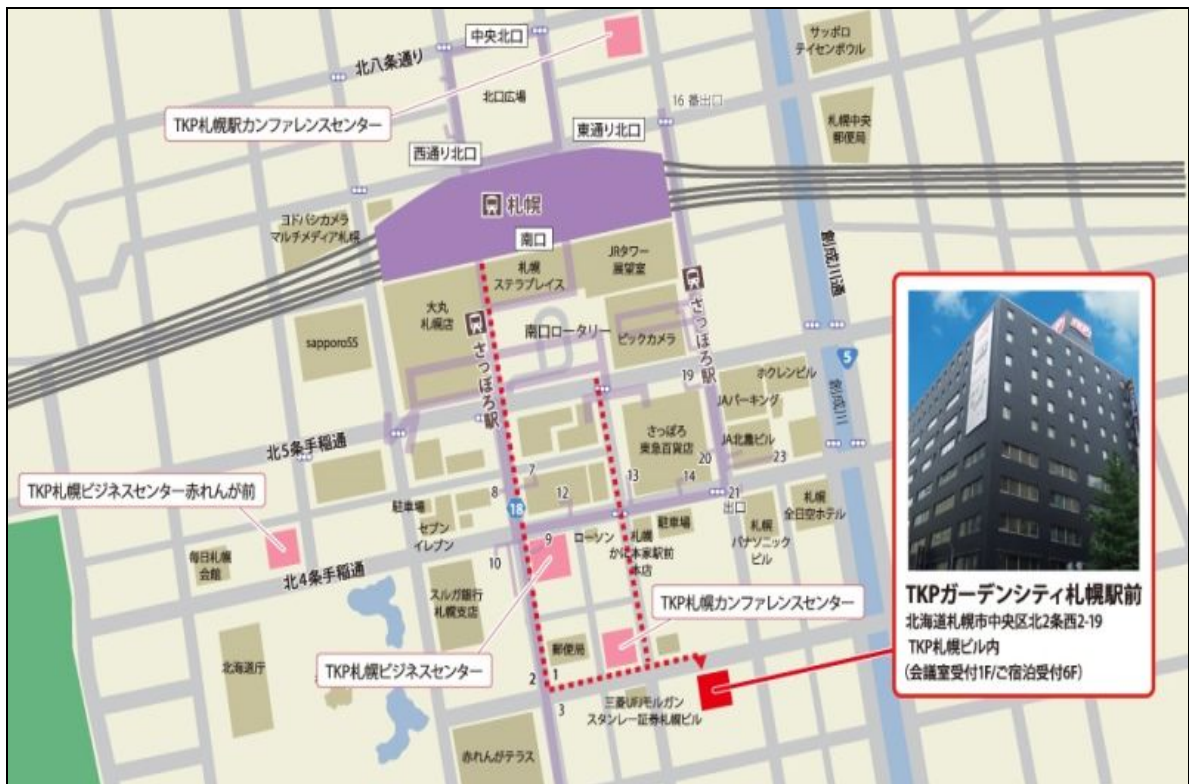 中央北口
サッポロ
テイセンボウル
北八条通り
北口広場
16 番出口
TKP札幌駅カンファレンスセンター
東通り北口
札幌中央
郵便局
西通り北口
札幌
ヨドバシカメラ
マルチメディア札幌
南口
JRタワー
展望室
札幌
ステラプレイス
創成川通
大丸
札幌店
さっぽろ駅
さっぽろ駅
南口ロータリー
ビックカメラ
sapporo55
5
19
ホクレンビル
創成川
JAパーキング
さっぽろ
東急百貨店
JA北農ビル
北5条手稲通
20
23
7
13
14
TKP札幌ビジネスセンター赤れんが前
8
12
21
出口
18
駐車場
セブン
イレブン
9
ローソン
札幌
かに本家駅前
本店
駐車場
札幌
パナソニック
ビル
札幌
全日空ホテル
毎日札幌
会館
北4条手稲通
10
スルガ銀行
札幌支店
TKP札幌カンファレンスセンター
北海道庁
TKP札幌ビジネスセンター
郵便局
2
1
3
三菱UFJモルガン
スタンレー証券札幌ビル
赤れんがテラス
TKPガーデンシティ札幌駅前
北海道札幌市中央区北2条西2-19
TKP札幌ビル内
(会議室受付1F/ご宿泊受付6F)